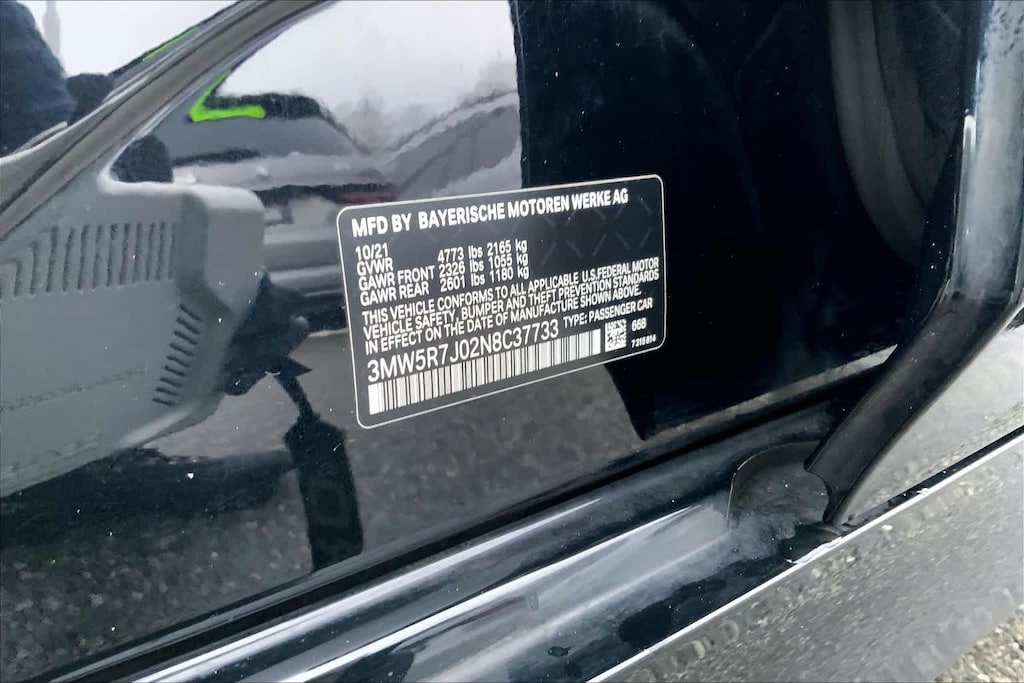 MFD BY BAYERISCHE MOTOREN WERKE AG
10/21
GVWR 4773 lbs 2165 kg
GAWR FRONT 2326 lbs 1055 kg
GAWR REAR 2601 lbs 1180 kg
THIS VEHICLE CONFORMS TO ALL APPLICABLE U.S.FEDERAL MOTOR
VEHICLE SAFETY, BUMPER AND THEFT PREVENTION STANDARDS
IN EFFECT ON THE DATE OF MANUFACTURE SHOWN ABOVE.
3MW5R7J02N8C37733 TYPE: PASSENGER CAR
668
7315814